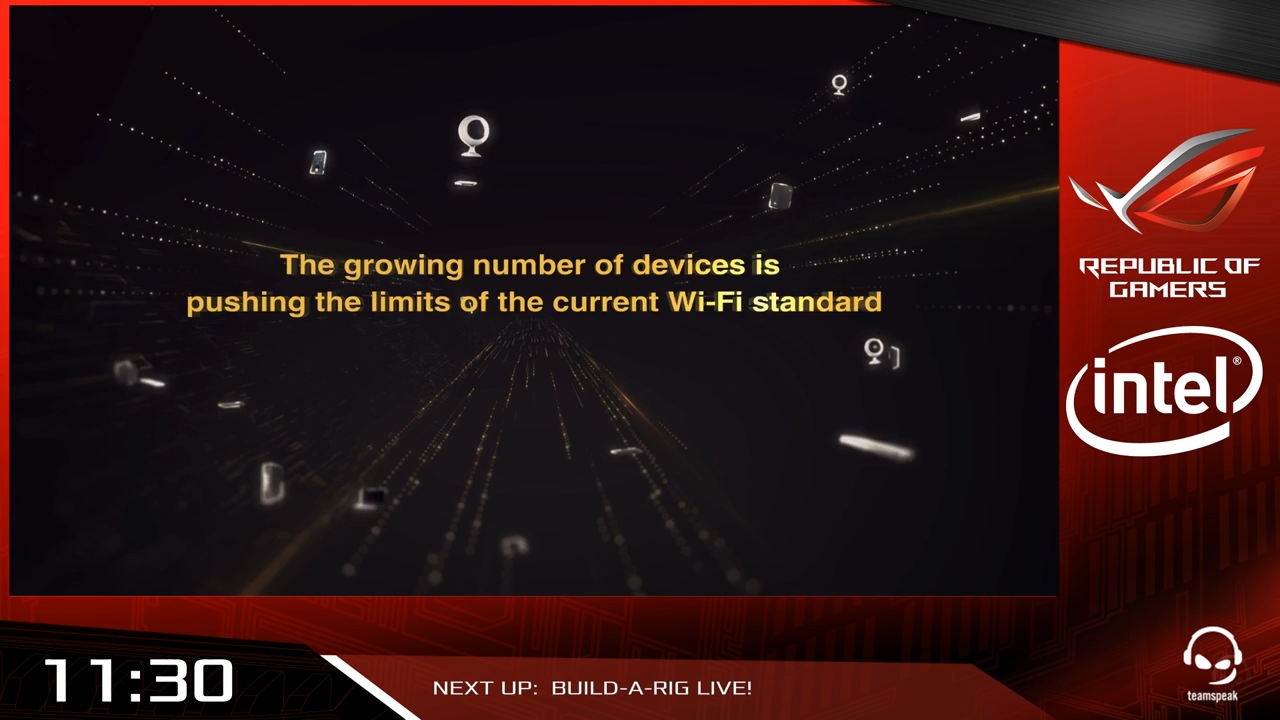 The growing number of devices is
pushing the limits of the current Wi-Fi standard
REPUBLIC OF
GAMERS
intel®
11:30
NEXT UP: BUILD-A-RIG LIVE!
teamspeak